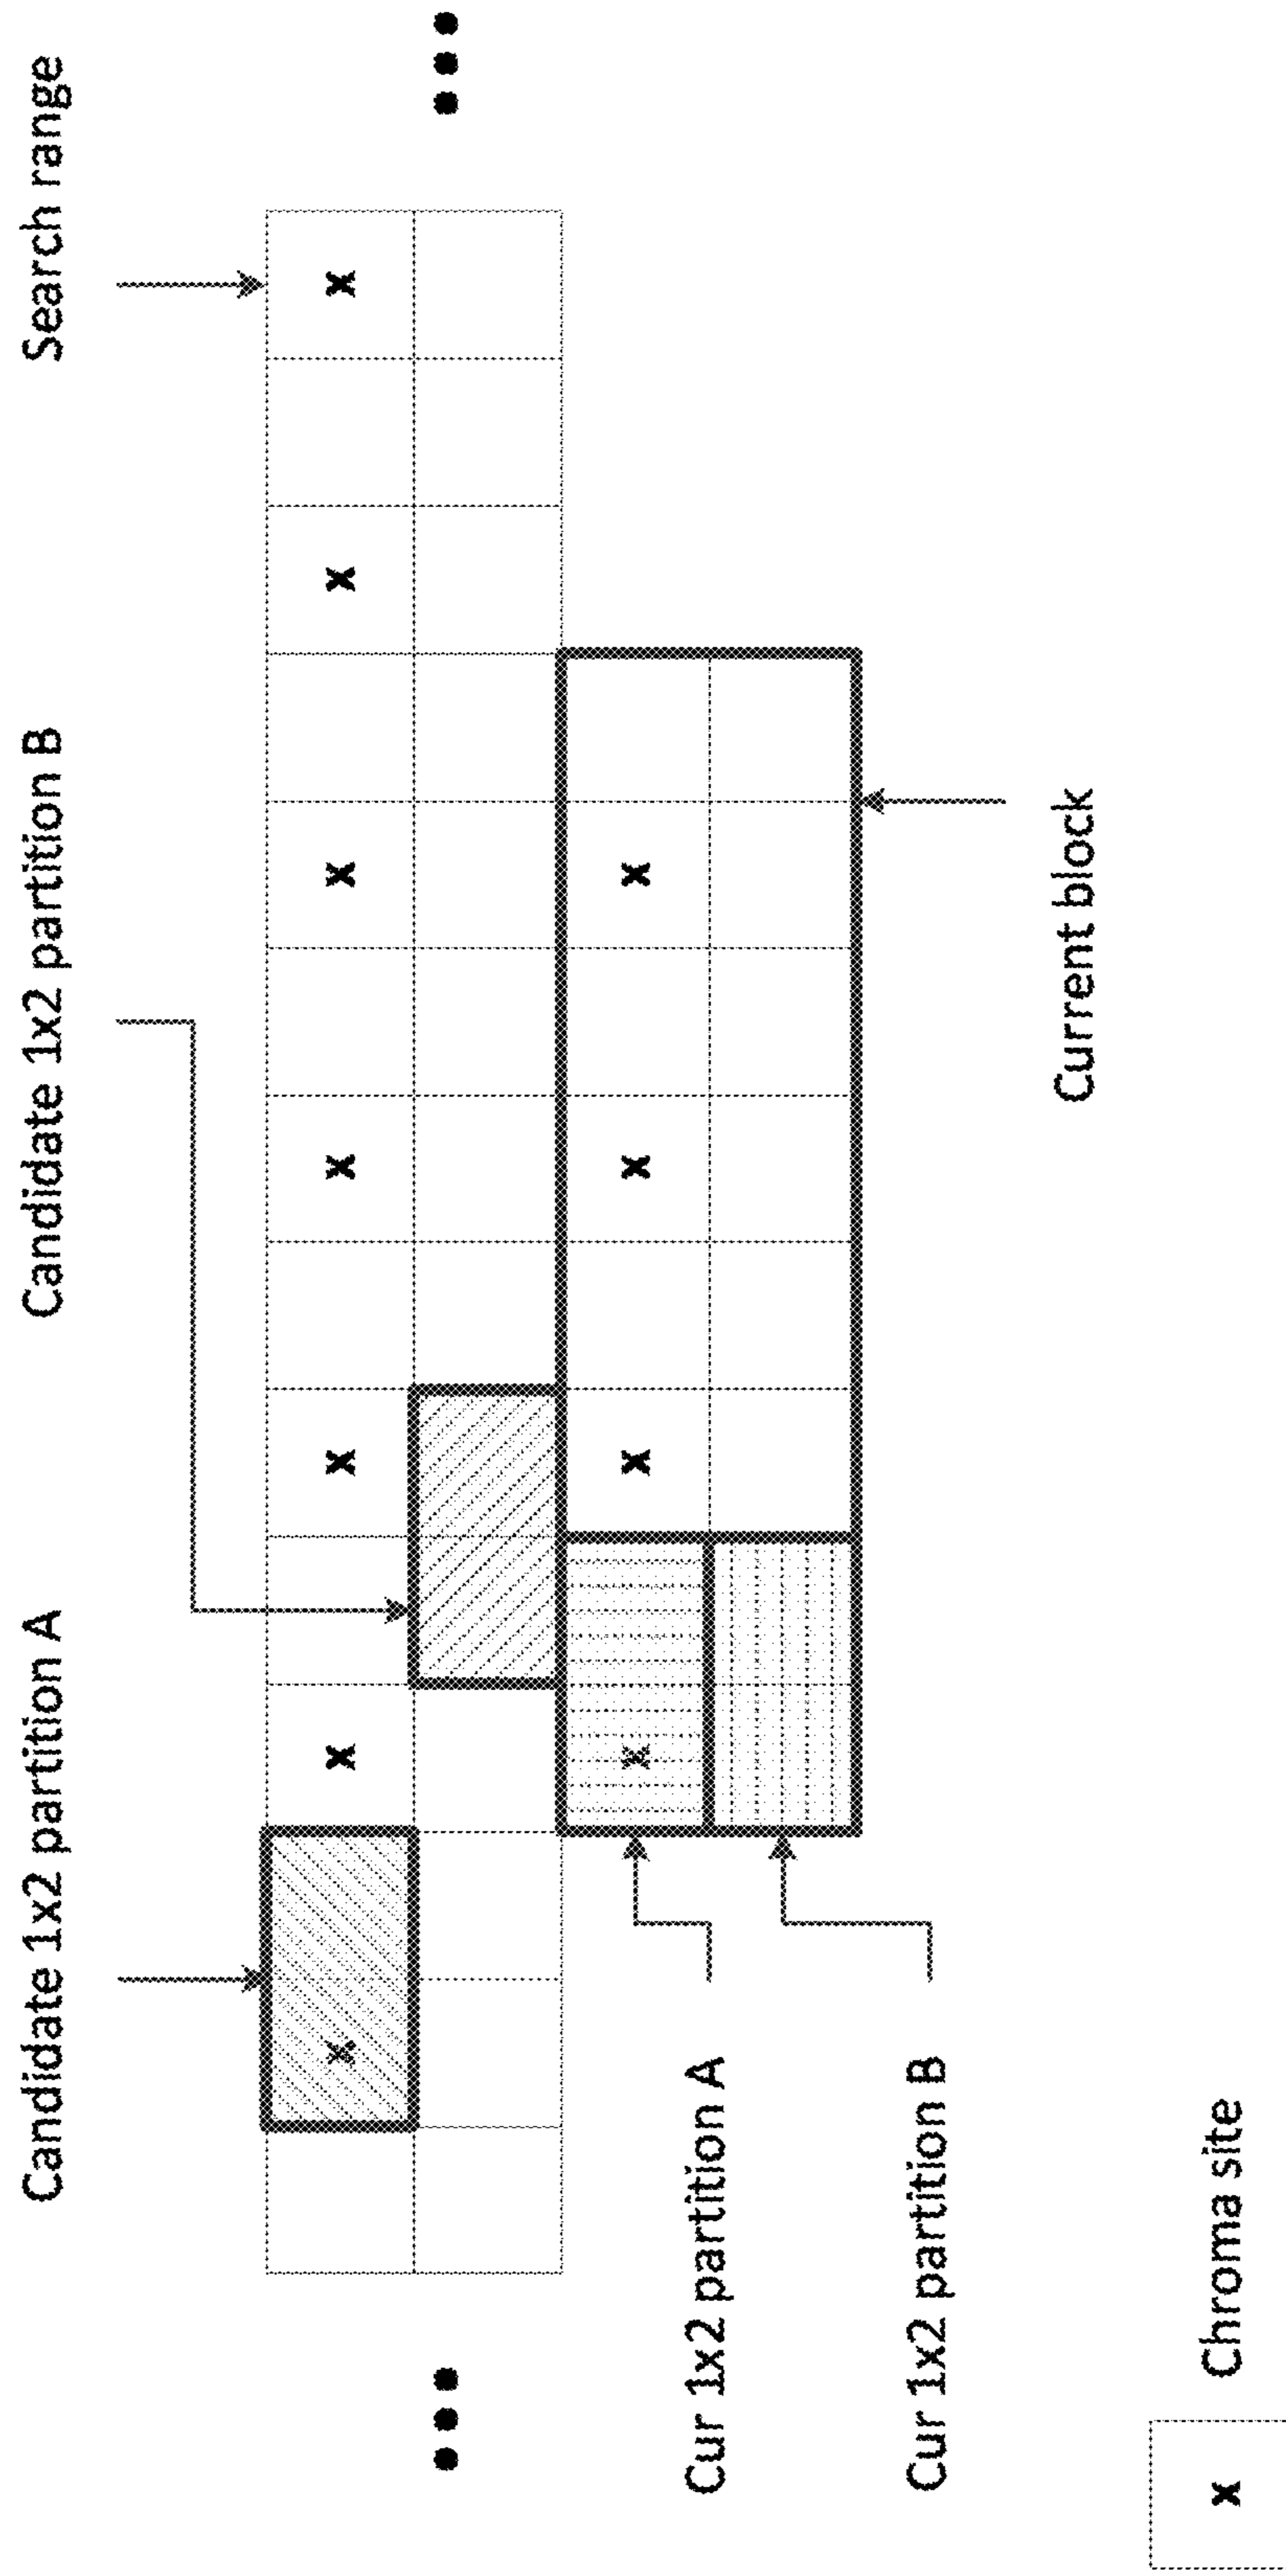 Candidate 1x2 partition A
Candidate 1x2 partition B
Search range
x x x x x x x
x x x x
Cur 1x2 partition A
Cur 1x2 partition B
Current block
x Chroma site